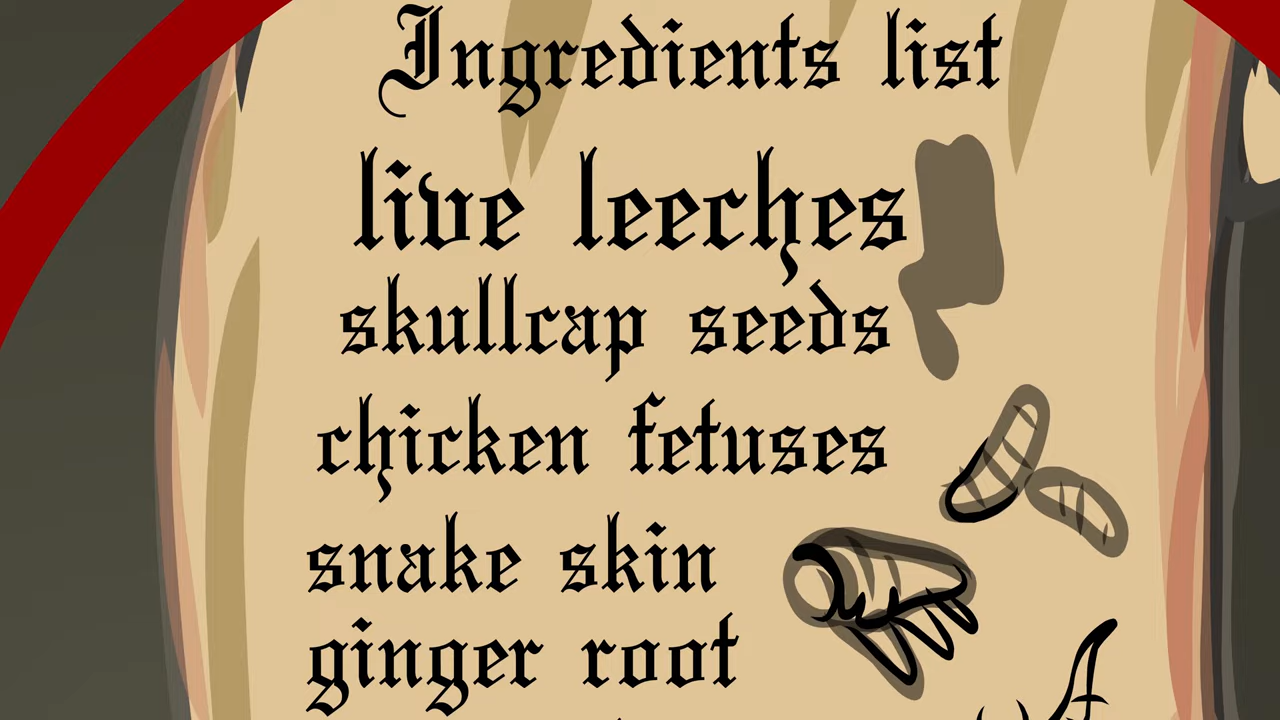 Ingredients list
live leeches
skullcap seeds
chicken fetuses
snake skin
ginger root